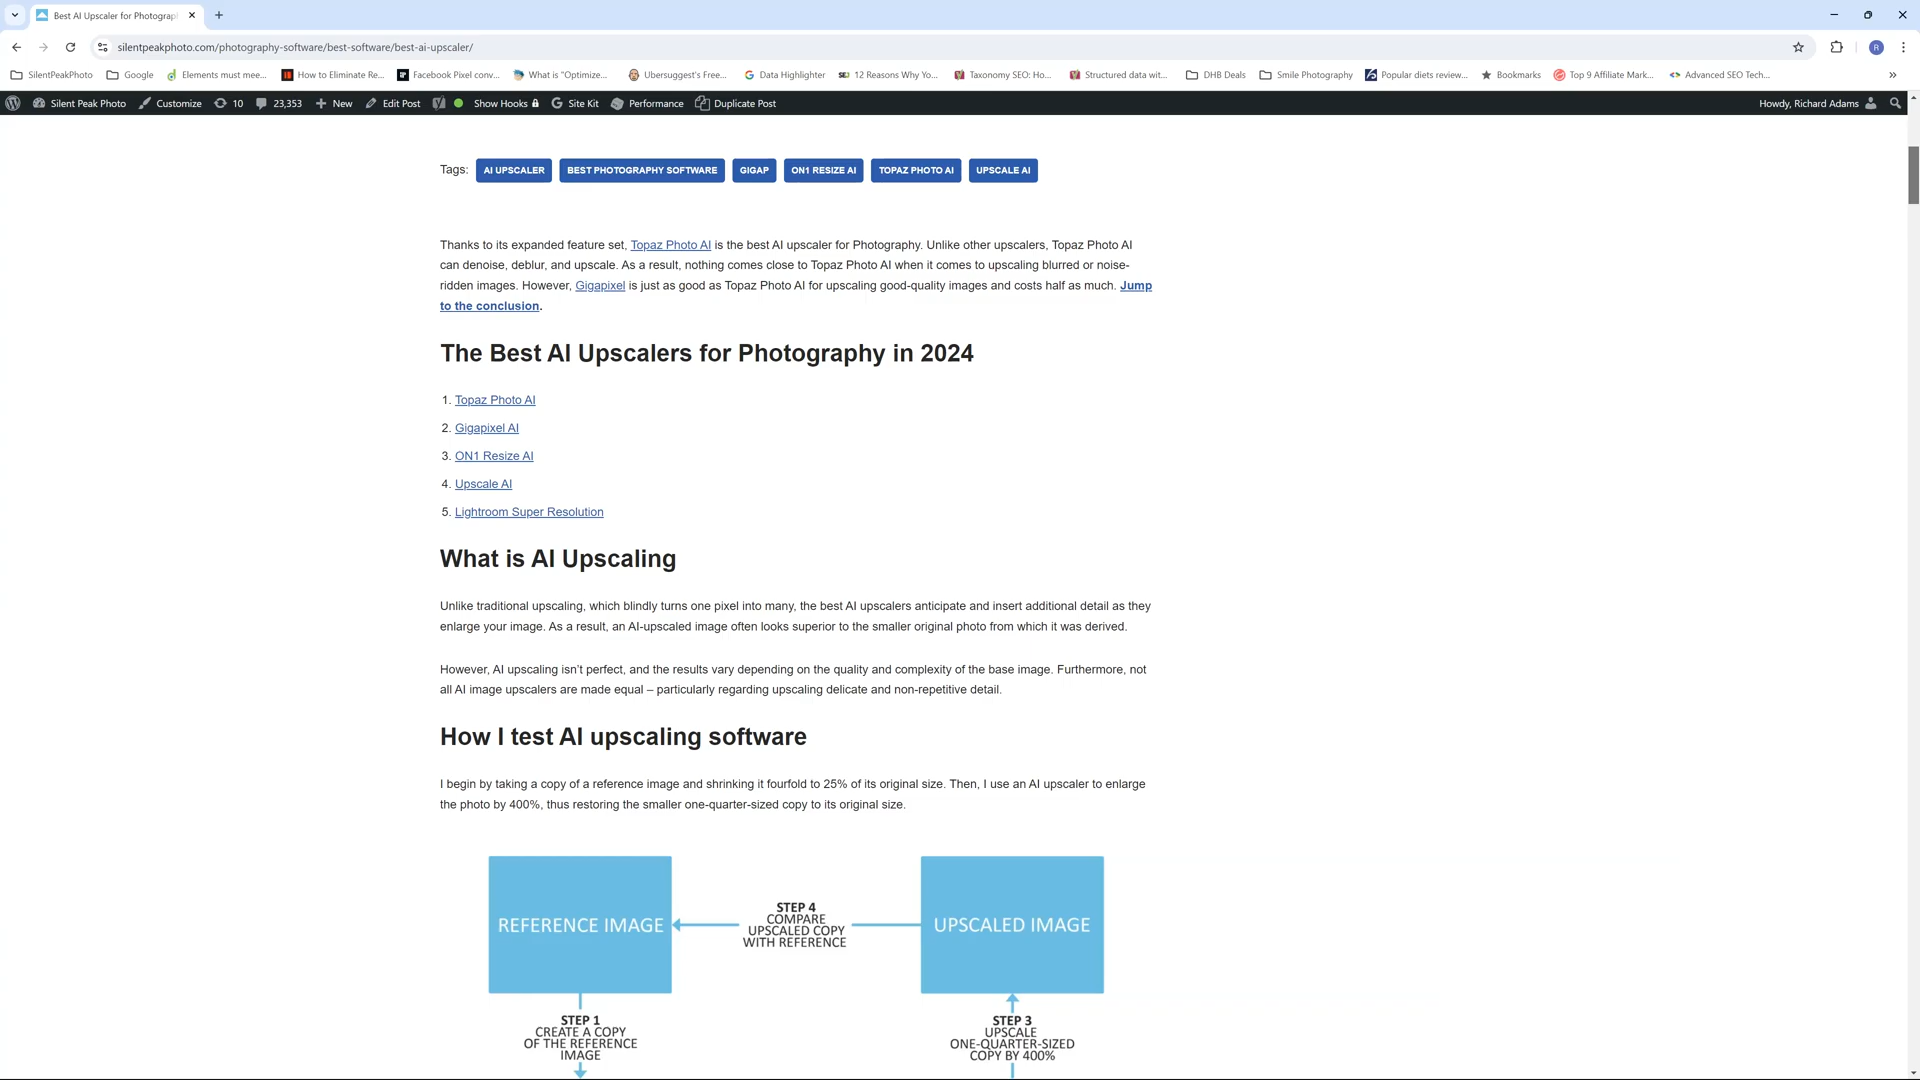 Best AI Upscaler for Photograp
silentpeakphoto.com/photography-software/best-software/best-ai-upscaler/
R
SilentPeakPhoto Google Elements must mee... How to Eliminate Re... Facebook Pixel conv... What is "Optimize... Ubersuggest's Free... Data Highlighter 12 Reasons Why Yo... Taxonomy SEO: Ho... Structured data wit... DHB Deals Smile Photography Popular diets review... Bookmarks Top 9 Affiliate Mark... Advanced SEO Tech... »
Silent Peak Photo Customize 10 23,353 New Edit Post Show Hooks Site Kit Performance Duplicate Post Howdy, Richard Adams
Tags: AI UPSCALER BEST PHOTOGRAPHY SOFTWARE GIGAP ON1 RESIZE AI TOPAZ PHOTO AI UPSCALE AI
Thanks to its expanded feature set, Topaz Photo AI is the best AI upscaler for Photography. Unlike other upscalers, Topaz Photo AI
can denoise, deblur, and upscale. As a result, nothing comes close to Topaz Photo AI when it comes to upscaling blurred or noise-
ridden images. However, Gigapixel is just as good as Topaz Photo AI for upscaling good-quality images and costs half as much. Jump
to the conclusion.
The Best AI Upscalers for Photography in 2024
1. Topaz Photo AI
2. Gigapixel AI
3. ON1 Resize AI
4. Upscale AI
5. Lightroom Super Resolution
What is AI Upscaling
Unlike traditional upscaling, which blindly turns one pixel into many, the best AI upscalers anticipate and insert additional detail as they
enlarge your image. As a result, an AI-upscaled image often looks superior to the smaller original photo from which it was derived.
However, AI upscaling isn't perfect, and the results vary depending on the quality and complexity of the base image. Furthermore, not
all AI image upscalers are made equal – particularly regarding upscaling delicate and non-repetitive detail.
How I test AI upscaling software
I begin by taking a copy of a reference image and shrinking it fourfold to 25% of its original size. Then, I use an AI upscaler to enlarge
the photo by 400%, thus restoring the smaller one-quarter-sized copy to its original size.
REFERENCE IMAGE
STEP 4
COMPARE
UPSCALED COPY
WITH REFERENCE
UPSCALED IMAGE
STEP 1
CREATE A COPY
OF THE REFERENCE
IMAGE
STEP 3
UPSCALE
ONE-QUARTER-SIZED
COPY BY 400%